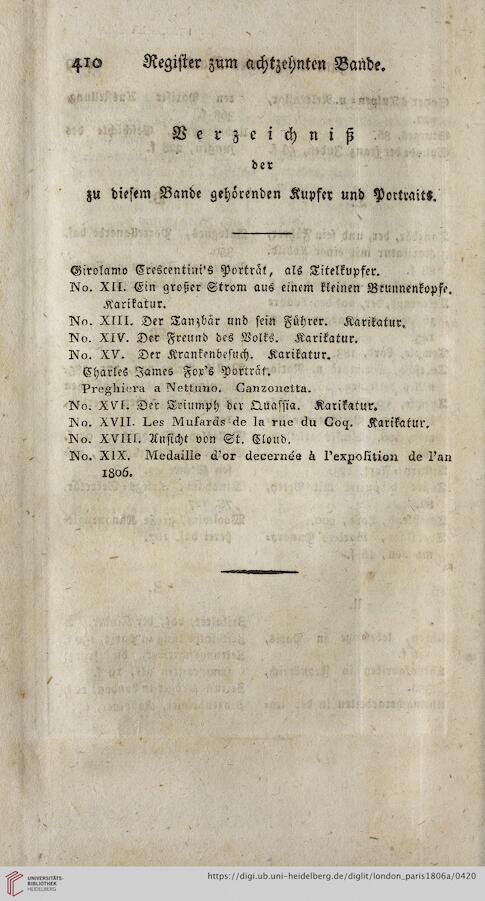 410 Regiſter zum achtzehnten Bande.
Verzeichniß
der
zu dieſem Bande gehörenden Kupfer und Portraits.
Girolamo Crescentini's Porträt, als Titelkupfer.
No. XII. Ein großer Strom aus einem kleinen Brunnenkopfe.
Karikatur.
No. XIII. Der Tanzbär und ſein Führer. Karikatur.
No. XIV. Der Freund des Volks. Karikatur.
No. XV. Der Krankenbeſuch. Karikatur.
Charles James Fox's Porträt.
Preghiera a Nettuno. Canzonetta.
No. XVI. Der Triumph der Quaſſia. Karikatur.
No. XVII. Les Muſards de la rue du Coq. Karikatur.
No. XVIII. Anſicht von St. Cloud.
No. XIX. Medaille d'or decernée à l'expoſition de l'an
1806.
UNIVERSITÄTS-
BIBLIOTHEK
HEIDELBERG
https://digi.ub.uni-heidelberg.de/diglit/london_paris1806a/0420